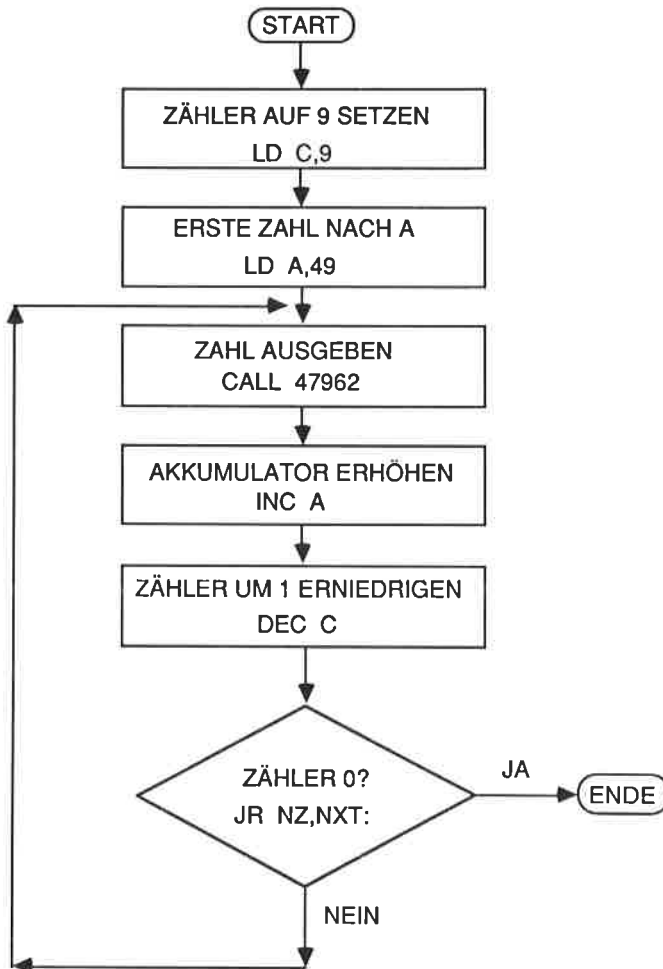 START
ZÄHLER AUF 9 SETZEN
LD C,9
ERSTE ZAHL NACH A
LD A,49
ZAHL AUSGEBEN
CALL 47962
AKKUMULATOR ERHÖHEN
INC A
ZÄHLER UM 1 ERNIEDRIGEN
DEC C
ZÄHLER 0?
JR NZ,NXT:
JA
ENDE
NEIN